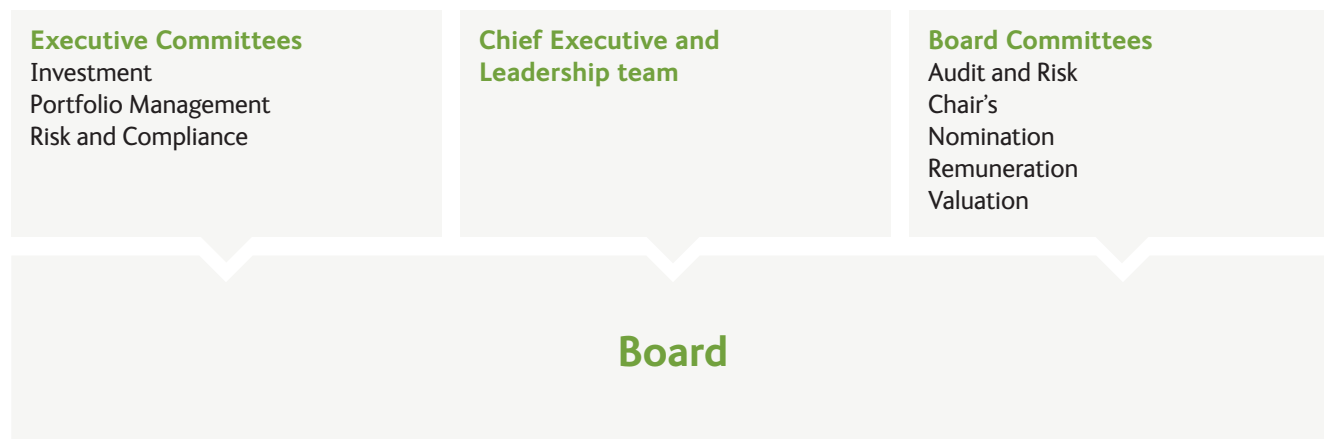 Executive Committees
Investment
Portfolio Management
Risk and Compliance
Chief Executive and
Leadership team
Board Committees
Audit and Risk
Chair’s
Nomination
Remuneration
Valuation
Board